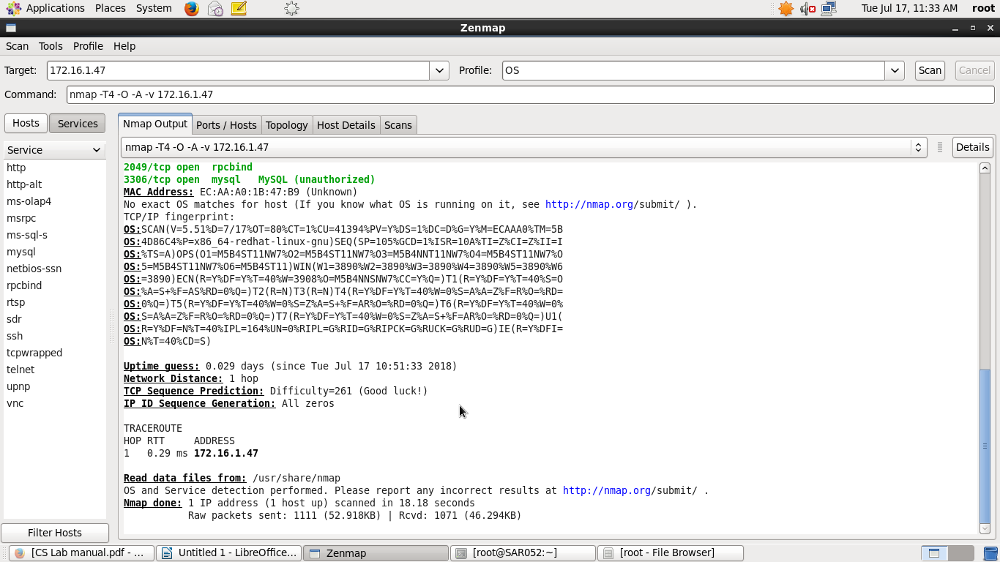 Applications Places System Tue Jul 17, 11:33 AM root
Zenmap
Scan Tools Profile Help
Target: 172.16.1.47 Profile: OS Scan Cancel
Command: nmap -T4 -O -A -v 172.16.1.47
Hosts Services
Service
http
http-alt
ms-olap4
msrpc
ms-sql-s
mysql
netbios-ssn
rpcbind
rtsp
sdr
ssh
tcpwrapped
telnet
upnp
vnc
Filter Hosts
Nmap Output Ports / Hosts Topology Host Details Scans
nmap -T4 -O -A -v 172.16.1.47 Details
2049/tcp open  rpcbind
3306/tcp open  mysql   MySQL (unauthorized)
MAC Address: EC:AA:A0:1B:47:B9 (Unknown)
No exact OS matches for host (If you know what OS is running on it, see http://nmap.org/submit/ ).
TCP/IP fingerprint:
OS:SCAN(V=5.51%D=7/17%OT=80%CT=1%CU=41394%PV=Y%DS=1%DC=D%G=Y%M=ECAAA0%TM=5B
OS:4D86C4%P=x86_64-redhat-linux-gnu)SEQ(SP=105%GCD=1%ISR=10A%TI=Z%CI=Z%II=I
OS:%TS=A)OPS(O1=M5B4ST11NW7%O2=M5B4ST11NW7%O3=M5B4NNT11NW7%O4=M5B4ST11NW7%O
OS:5=M5B4ST11NW7%O6=M5B4ST11)WIN(W1=3890%W2=3890%W3=3890%W4=3890%W5=3890%W6
OS:=3890)ECN(R=Y%DF=Y%T=40%W=3908%O=M5B4NNSNW7%CC=Y%Q=)T1(R=Y%DF=Y%T=40%S=O
OS:%A=S+%F=AS%RD=0%Q=)T2(R=N)T3(R=N)T4(R=Y%DF=Y%T=40%W=0%S=A%A=Z%F=R%O=%RD=
OS:0%Q=)T5(R=Y%DF=Y%T=40%W=0%S=Z%A=S+%F=AR%O=%RD=0%Q=)T6(R=Y%DF=Y%T=40%W=0%
OS:S=A%A=Z%F=R%O=%RD=0%Q=)T7(R=Y%DF=Y%T=40%W=0%S=Z%A=S+%F=AR%O=%RD=0%Q=)U1(
OS:R=Y%DF=N%T=40%IPL=164%UN=0%RIPL=G%RID=G%RIPCK=G%RUCK=G%RUD=G)IE(R=Y%DFI=
OS:N%T=40%CD=S)
Uptime guess: 0.029 days (since Tue Jul 17 10:51:33 2018)
Network Distance: 1 hop
TCP Sequence Prediction: Difficulty=261 (Good luck!)
IP ID Sequence Generation: All zeros
TRACEROUTE
HOP RTT     ADDRESS
1   0.29 ms 172.16.1.47
Read data files from: /usr/share/nmap
OS and Service detection performed. Please report any incorrect results at http://nmap.org/submit/ .
Nmap done: 1 IP address (1 host up) scanned in 18.18 seconds
Raw packets sent: 1111 (52.918KB) | Rcvd: 1071 (46.294KB)
[CS Lab manual.pdf - ... Untitled 1 - LibreOffice... Zenmap [root@SAR052:~] [root - File Browser]